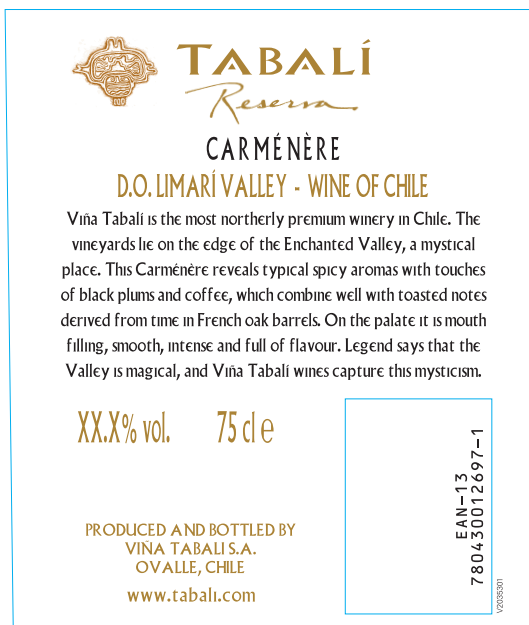 TABALÍ
Reserva
CARMÉNÈRE
D.O. LIMARÍ VALLEY - WINE OF CHILE
Viña Tabalí is the most northerly premium winery in Chile. The
vineyards lie on the edge of the Enchanted Valley, a mystical
place. This Carménère reveals typical spicy aromas with touches
of black plums and coffee, which combine well with toasted notes
derived from time in French oak barrels. On the palate it is mouth
filling, smooth, intense and full of flavour. Legend says that the
Valley is magical, and Viña Tabalí wines capture this mysticism.
XX.X% vol. 75 cl e
PRODUCED AND BOTTLED BY
VIÑA TABALI S.A.
OVALLE, CHILE
www.tabali.com
EAN-13
780430012697-1
V2035301